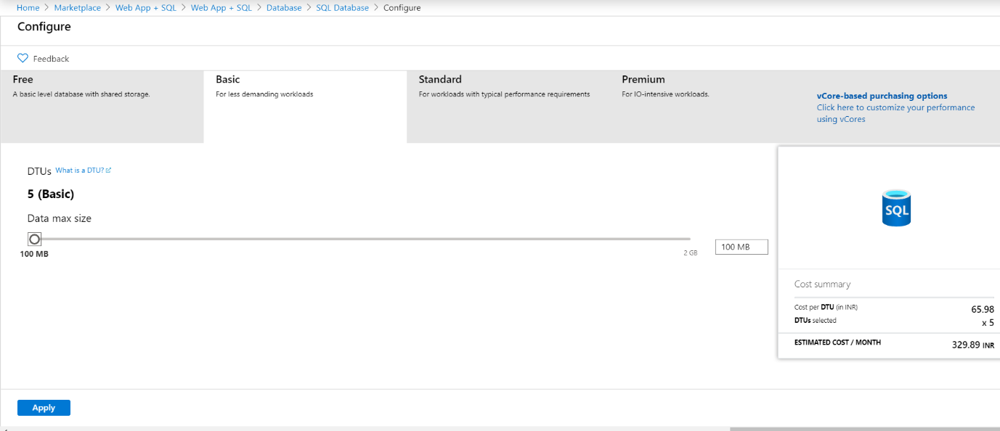 Home > Marketplace > Web App + SQL > Web App + SQL > Database > SQL Database > Configure
Configure
Feedback
Free
A basic level database with shared storage.
Basic
For less demanding workloads
Standard
For workloads with typical performance requirements
Premium
For IO-intensive workloads.
vCore-based purchasing options
Click here to customize your performance
using vCores
DTUs What is a DTU?
5 (Basic)
Data max size
100 MB
2 GB
100 MB
SQL
Cost summary
Cost per DTU (in INR) 65.98
DTUs selected x 5
ESTIMATED COST / MONTH 329.89 INR
Apply